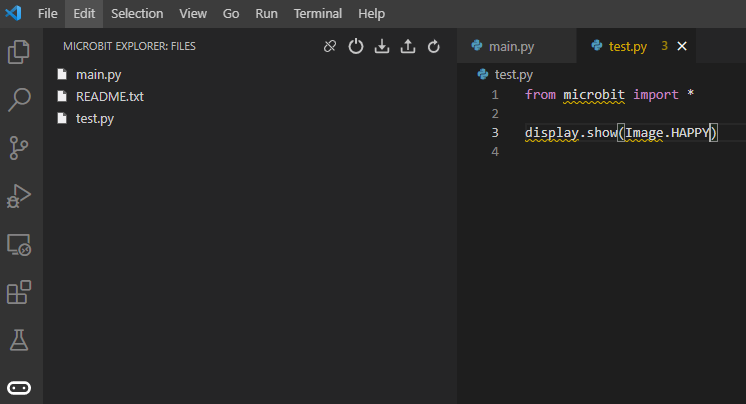 File Edit Selection View Go Run Terminal Help
MICROBIT EXPLORER: FILES
main.py
README.txt
test.py
main.py test.py 3
test.py
1 from microbit import *
2
3 display.show(Image.HAPPY)
4